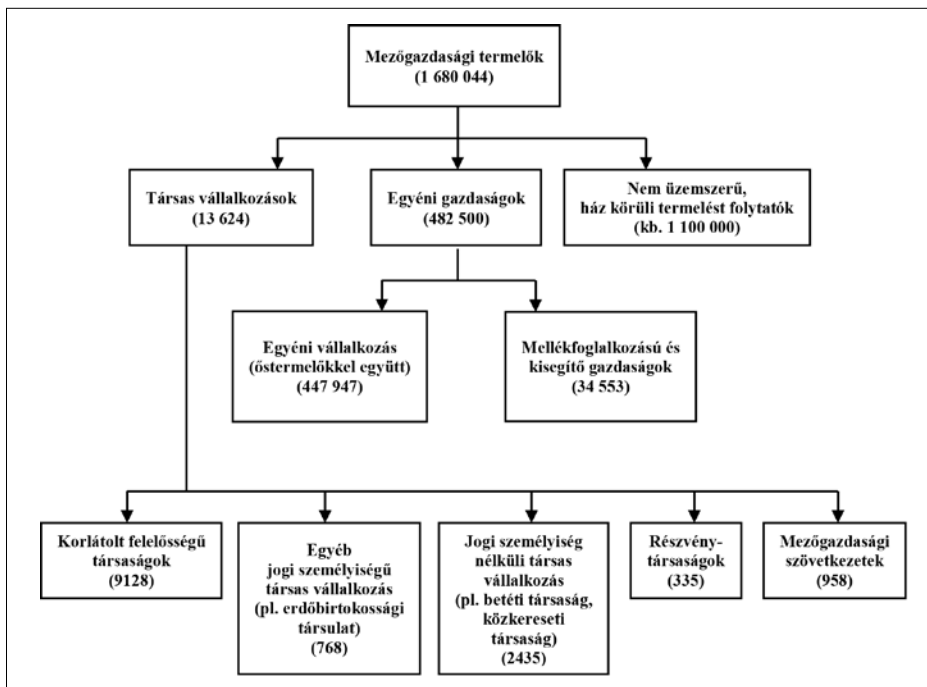 Mezőgazdasági termelők
(1 680 044)
Társas vállalkozások
(13 624)
Egyéni gazdaságok
(482 500)
Nem üzemszerű,
ház körüli termelést folytatók
(kb. 1 100 000)
Egyéni vállalkozás
(őstermelőkkel együtt)
(447 947)
Mellékfoglalkozású és
kisegítő gazdaságok
(34 553)
Korlátolt felelősségű
társaságok
(9128)
Egyéb
jogi személyiségű
társas vállalkozás
(pl. erdőbirtokossági
társulat)
(768)
Jogi személyiség
nélküli társas
vállalkozás
(pl. betéti társaság,
közkereseti
társaság)
(2435)
Részvény-
társaságok
(335)
Mezőgazdasági
szövetkezetek
(958)